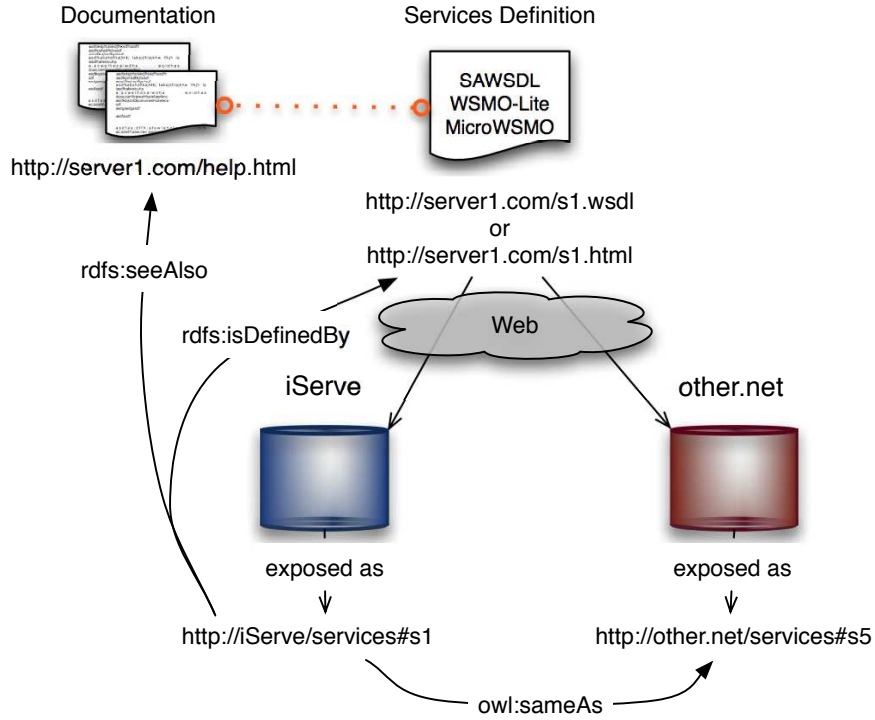 Documentation
Services Definition
SAWSDL
WSMO-Lite
MicroWSMO
http://server1.com/help.html
http://server1.com/s1.wsdl
or
http://server1.com/s1.html
rdfs:seeAlso
rdfs:isDefinedBy
Web
iServe
other.net
exposed as
exposed as
http://iServe/services#s1
http://other.net/services#s5
owl:sameAs